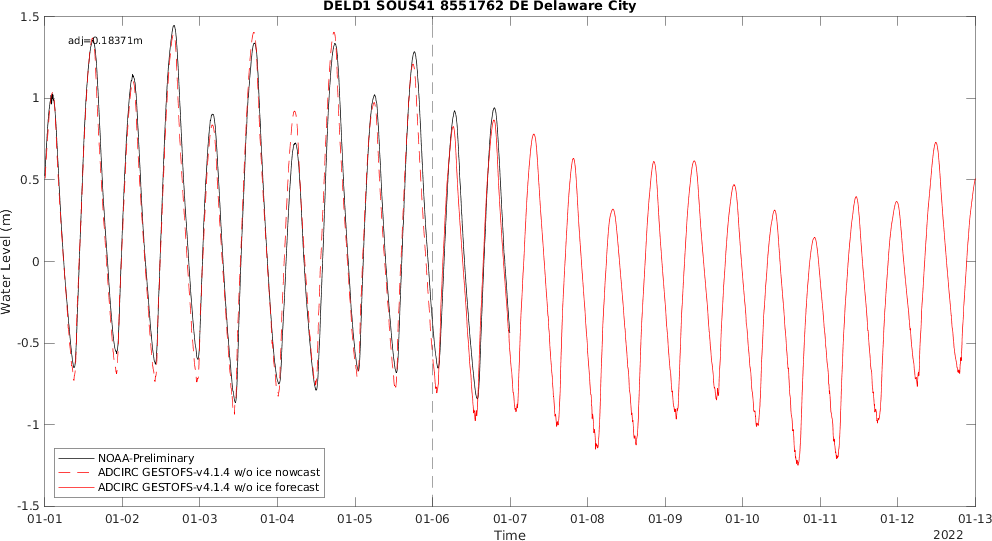 DELD1 SOUS41 8551762 DE Delaware City
adj=0.18371m
1.5
1
0.5
0
-0.5
-1
-1.5
Water Level (m)
NOAA-Preliminary
ADCIRC GESTOFS-v4.1.4 w/o ice nowcast
ADCIRC GESTOFS-v4.1.4 w/o ice forecast
01-01 01-02 01-03 01-04 01-05 01-06 01-07 01-08 01-09 01-10 01-11 01-12 01-13
Time
2022